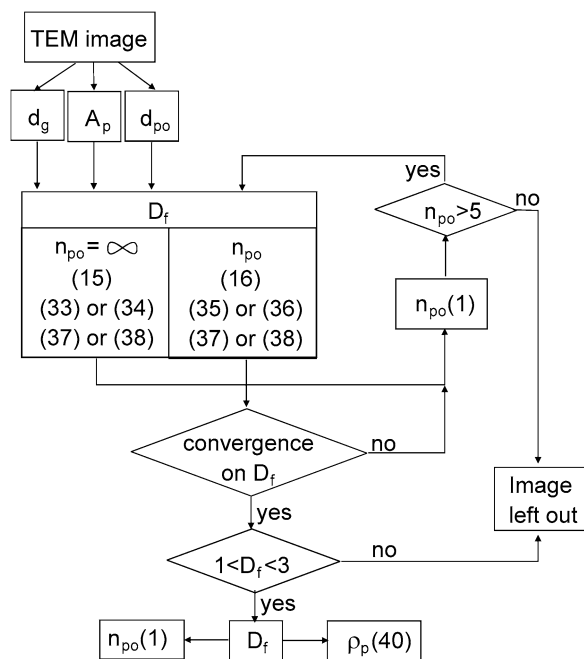 TEM image
d_g
A_p
d_po
yes
D_f
n_po>5
no
n_po= ∞
n_po
(15)
(16)
n_po(1)
(33) or (34)
(35) or (36)
(37) or (38)
(37) or (38)
convergence
on D_f
no
Image
left out
yes
1<D_f<3
no
yes
n_po(1)
D_f
ρ_p(40)